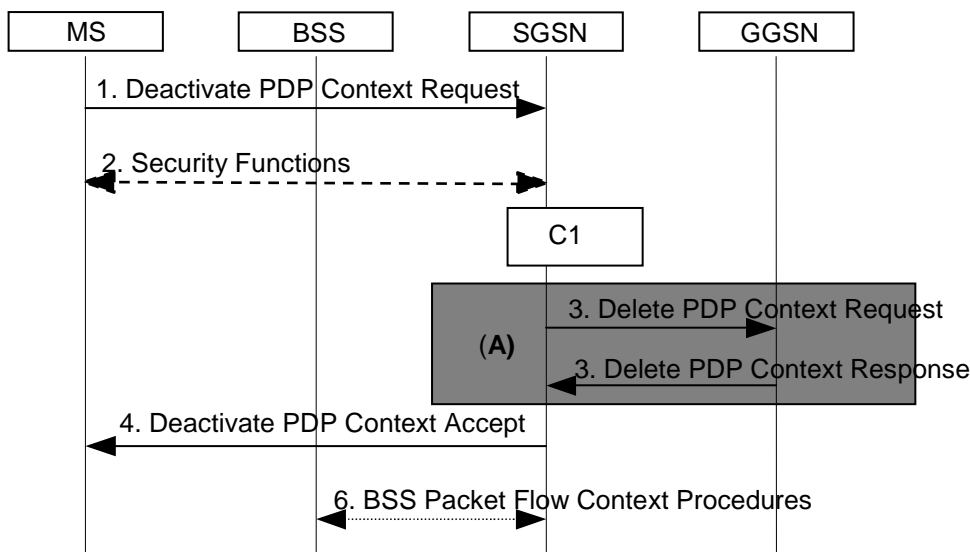 MS
BSS
SGSN
GGSN
1. Deactivate PDP Context Request
2. Security Functions
C1
3. Delete PDP Context Request
(A)
3. Delete PDP Context Response
4. Deactivate PDP Context Accept
6. BSS Packet Flow Context Procedures